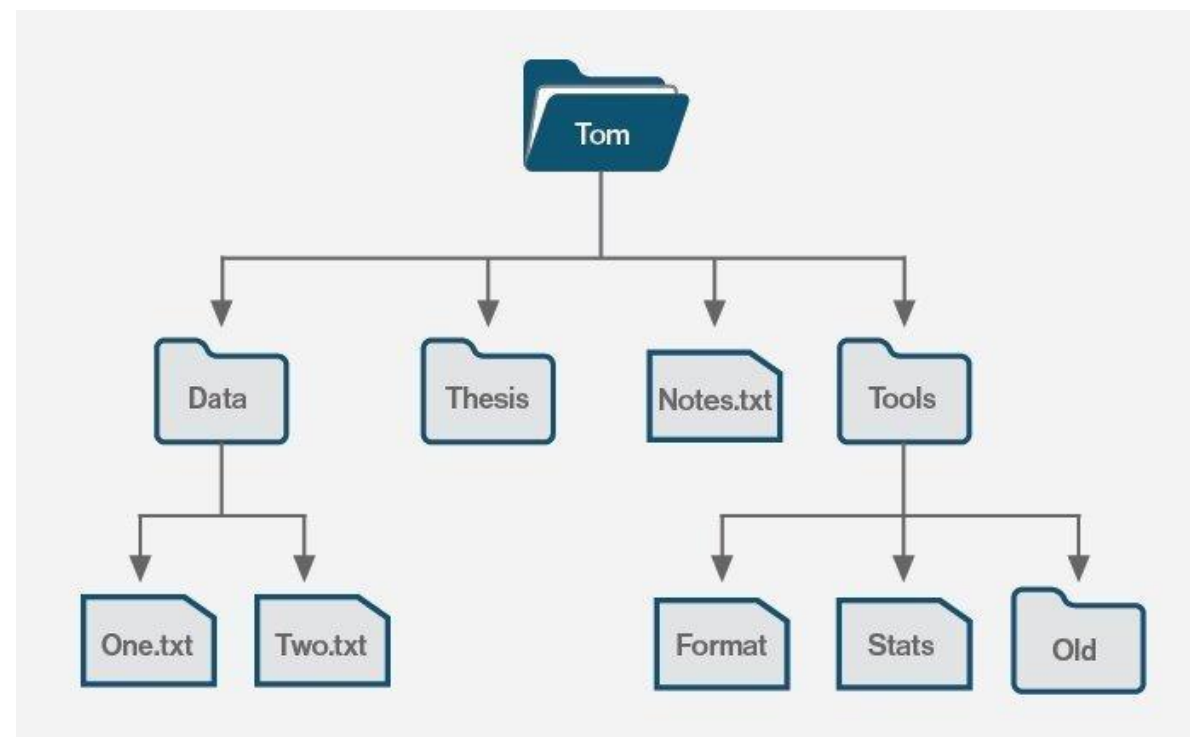 Tom
Data
Thesis
Notes.txt
Tools
One.txt
Two.txt
Format
Stats
Old